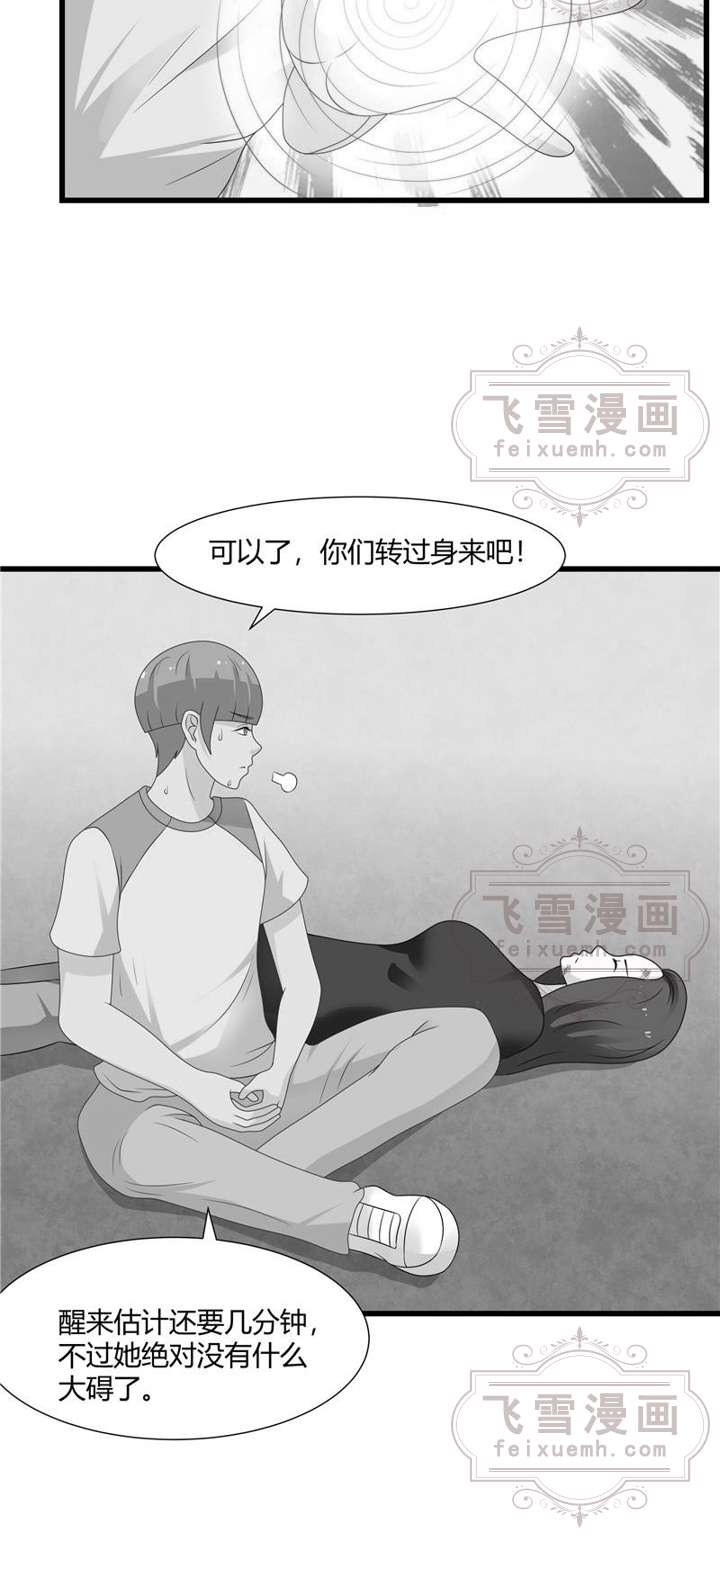 飞雪漫画
feixuemh.com
可以了，你们转过身来吧！
飞雪漫画
feixuemh.com
醒来估计还要几分钟，
不过她绝对没有什么
大碍了。
飞雪漫画
feixuemh.com